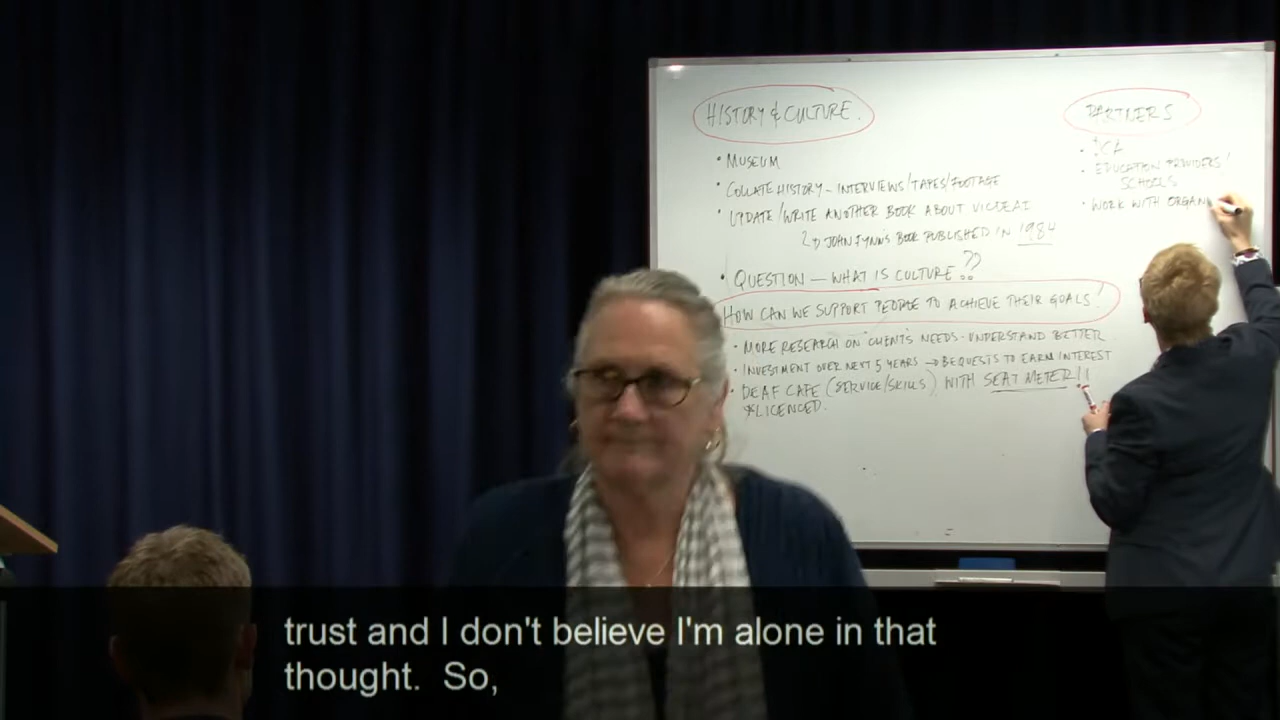 HISTORY & CULTURE.
• MUSEUM
• COLLATE HISTORY - INTERVIEWS/TAPES/FOOTAGE
• UPDATE/WRITE ANOTHER BOOK ABOUT VICDEAF
JOHN FLYNN'S BOOK PUBLISHED IN 1984
• QUESTION — WHAT IS CULTURE ??
HOW CAN WE SUPPORT PEOPLE TO ACHIEVE THEIR GOALS!
• MORE RESEARCH ON CLIENT'S NEEDS - UNDERSTAND BETTER
• INVESTMENT OVER NEXT 5 YEARS → BEQUESTS TO EARN INTEREST
• DEAF CAFE (SERVICE/SKILLS) WITH SEAT METER!!
*LICENCED.
PARTNERS
• EDUCATION PROVIDERS/
SCHOOLS
• WORK WITH ORGAN
trust and I don't believe I'm alone in that
thought. So,